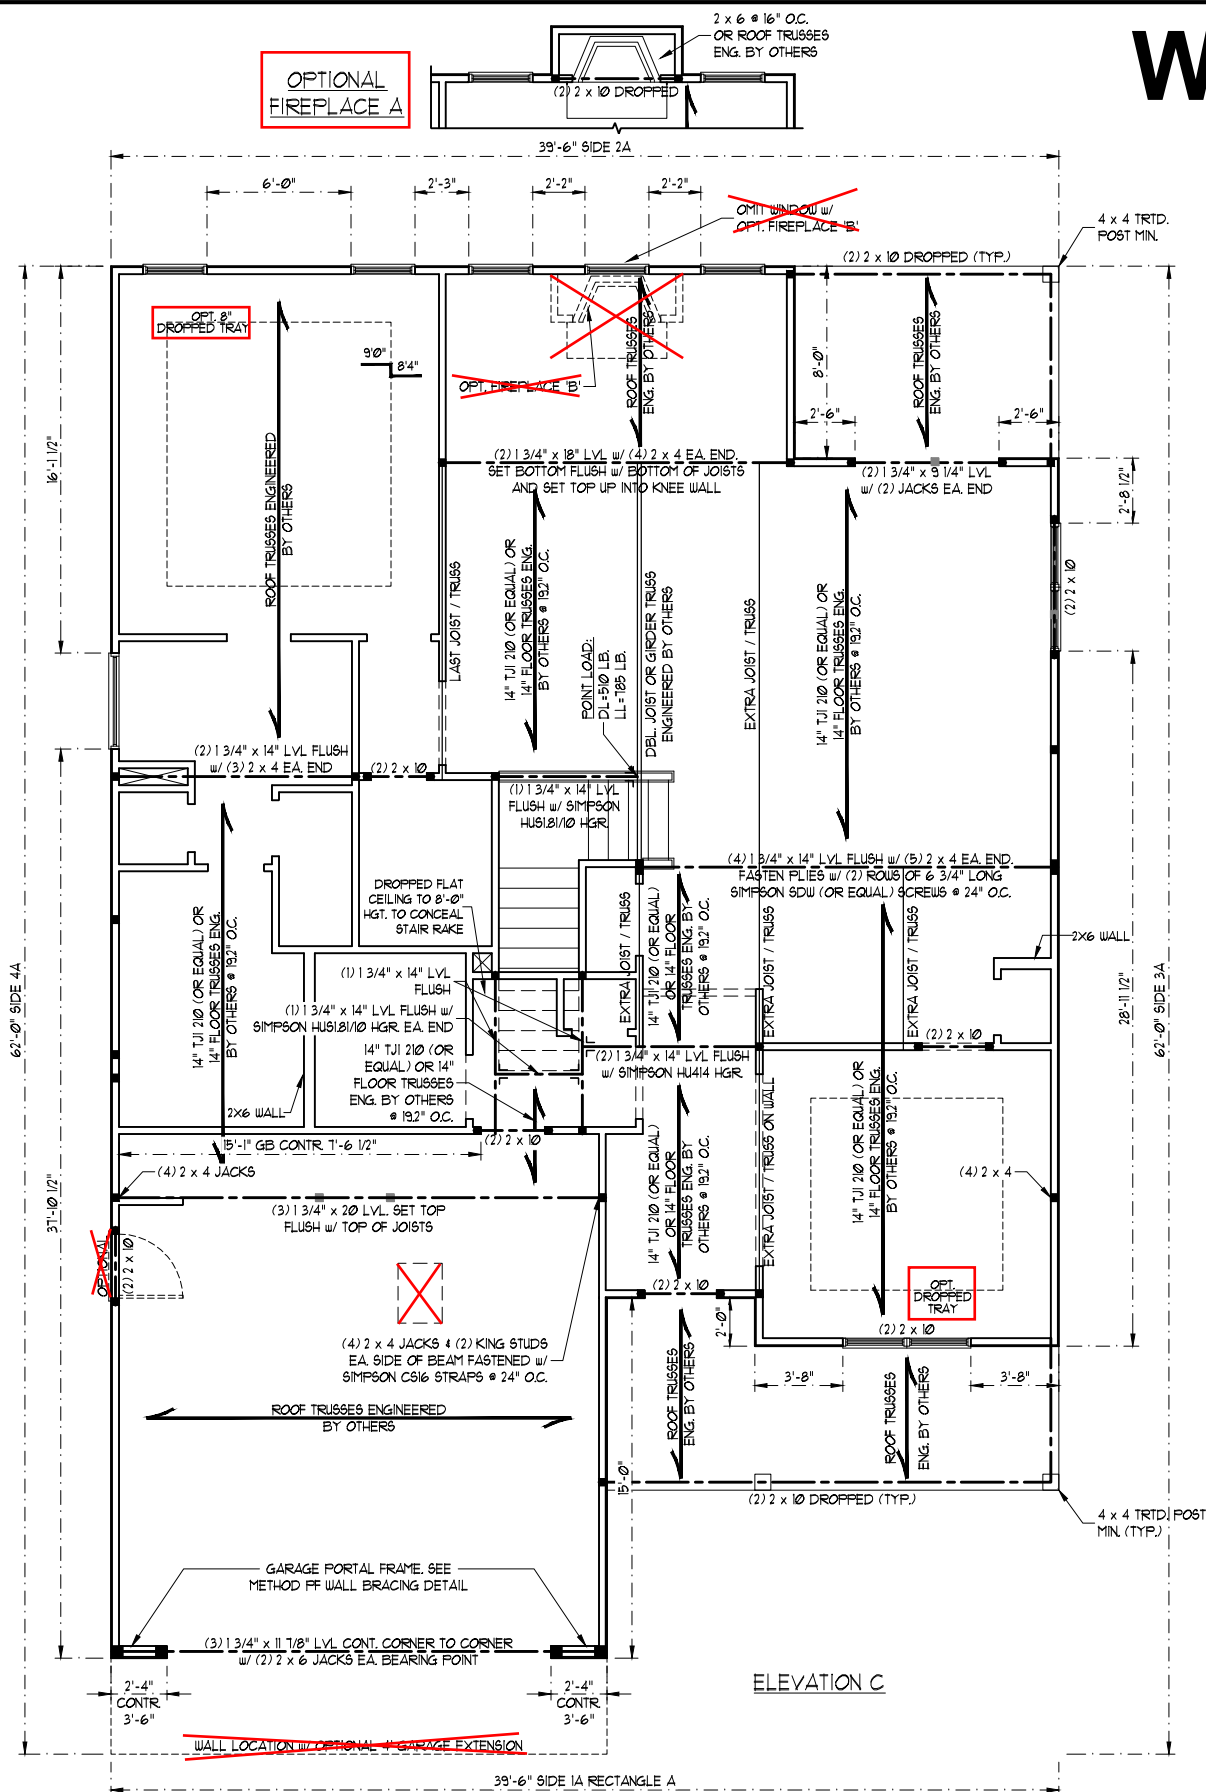 W
2 x 6 @ 16" O.C.
OR ROOF TRUSSES
ENG. BY OTHERS
OPTIONAL
FIREPLACE A
(2) 2 x 10 DROPPED
39'-6" SIDE 2A
6'-0"
2'-3"
2'-2"
2'-2"
OMIT WINDOW w/
OPT. FIREPLACE 'B'
4 x 4 TRTD.
POST MIN.
(2) 2 x 10 DROPPED (TYP.)
OPT. 8"
DROPPED TRAY
9'0"
8'4"
OPT. FIREPLACE 'B'
ROOF TRUSSES
ENG. BY OTHERS
8'-0"
ROOF TRUSSES
ENG. BY OTHERS
2'-6"
2'-6"
16'-1 1/2"
ROOF TRUSSES ENGINEERED
BY OTHERS
(2) 1 3/4" x 18" LVL w/ (4) 2 x 4 EA. END.
SET BOTTOM FLUSH w/ BOTTOM OF JOISTS
AND SET TOP UP INTO KNEE WALL
(2) 1 3/4" x 9 1/4" LVL
w/ (2) JACKS EA. END
2'-8 1/2"
(2) 2 x 10
LAST JOIST / TRUSS
14" TJI 210 (OR EQUAL) OR
14" FLOOR TRUSSES ENG.
BY OTHERS @ 19.2" O.C.
POINT LOAD:
DL=510 LB.
LL=785 LB.
DBL. JOIST OR GIRDER TRUSS
ENGINEERED BY OTHERS
EXTRA JOIST / TRUSS
14" TJI 210 (OR EQUAL) OR
14" FLOOR TRUSSES ENG.
BY OTHERS @ 19.2" O.C.
(2) 1 3/4" x 14" LVL FLUSH
w/ (3) 2 x 4 EA. END
(2) 2 x 10
(1) 1 3/4" x 14" LVL
FLUSH w/ SIMPSON
HUS1.81/10 HGR.
(4) 1 3/4" x 14" LVL FLUSH w/ (5) 2 x 4 EA. END.
FASTEN PLIES w/ (2) ROWS OF 6 3/4" LONG
SIMPSON SDW (OR EQUAL) SCREWS @ 24" O.C.
DROPPED FLAT
CEILING TO 8'-0"
HGT. TO CONCEAL
STAIR RAKE
14" TJI 210 (OR EQUAL) OR
14" FLOOR TRUSSES ENG.
BY OTHERS @ 19.2" O.C.
EXTRA JOIST / TRUSS
14" TJI 210 (OR EQUAL)
OR 14" FLOOR
TRUSSES ENG. BY
OTHERS @ 19.2" O.C.
EXTRA JOIST / TRUSS
EXTRA JOIST / TRUSS
2X6 WALL
62'-0" SIDE 4A
62'-0" SIDE 3A
28'-11 1/2"
(1) 1 3/4" x 14" LVL
FLUSH
(1) 1 3/4" x 14" LVL FLUSH w/
SIMPSON HUS1.81/10 HGR. EA. END
14" TJI 210 (OR
EQUAL) OR 14"
FLOOR TRUSSES
ENG. BY OTHERS
@ 19.2" O.C.
(2) 1 3/4" x 14" LVL FLUSH
w/ SIMPSON HU414 HGR.
(2) 2 x 10
2X6 WALL
(2) 2 x 10
15'-1" GB CONTR. 7'-6 1/2"
(4) 2 x 4 JACKS
14" TJI 210 (OR EQUAL)
OR 14" FLOOR
TRUSSES ENG. BY
OTHERS @ 19.2" O.C.
EXTRA JOIST / TRUSS ON WALL
14" TJI 210 (OR EQUAL) OR
14" FLOOR TRUSSES ENG.
BY OTHERS @ 19.2" O.C.
(4) 2 x 4
37'-10 1/2"
(3) 1 3/4" x 20 LVL. SET TOP
FLUSH w/ TOP OF JOISTS
OPTIONAL
(2) 2 x 10
(2) 2 x 10
OPT.
DROPPED
TRAY
(2) 2 x 10
2'-0"
(4) 2 x 4 JACKS & (2) KING STUDS
EA. SIDE OF BEAM FASTENED w/
SIMPSON CS16 STRAPS @ 24" O.C.
3'-8"
3'-8"
ROOF TRUSSES
ENG. BY OTHERS
ROOF TRUSSES
ENG. BY OTHERS
ROOF TRUSSES ENGINEERED
BY OTHERS
15'-0"
(2) 2 x 10 DROPPED (TYP.)
4 x 4 TRTD. POST
MIN. (TYP.)
GARAGE PORTAL FRAME. SEE
METHOD PF WALL BRACING DETAIL
(3) 1 3/4" x 11 7/8" LVL CONT. CORNER TO CORNER
w/ (2) 2 x 6 JACKS EA. BEARING POINT
2'-4"
CONTR.
3'-6"
2'-4"
CONTR.
3'-6"
ELEVATION C
WALL LOCATION w/ OPTIONAL 4' GARAGE EXTENSION
39'-6" SIDE 1A RECTANGLE A